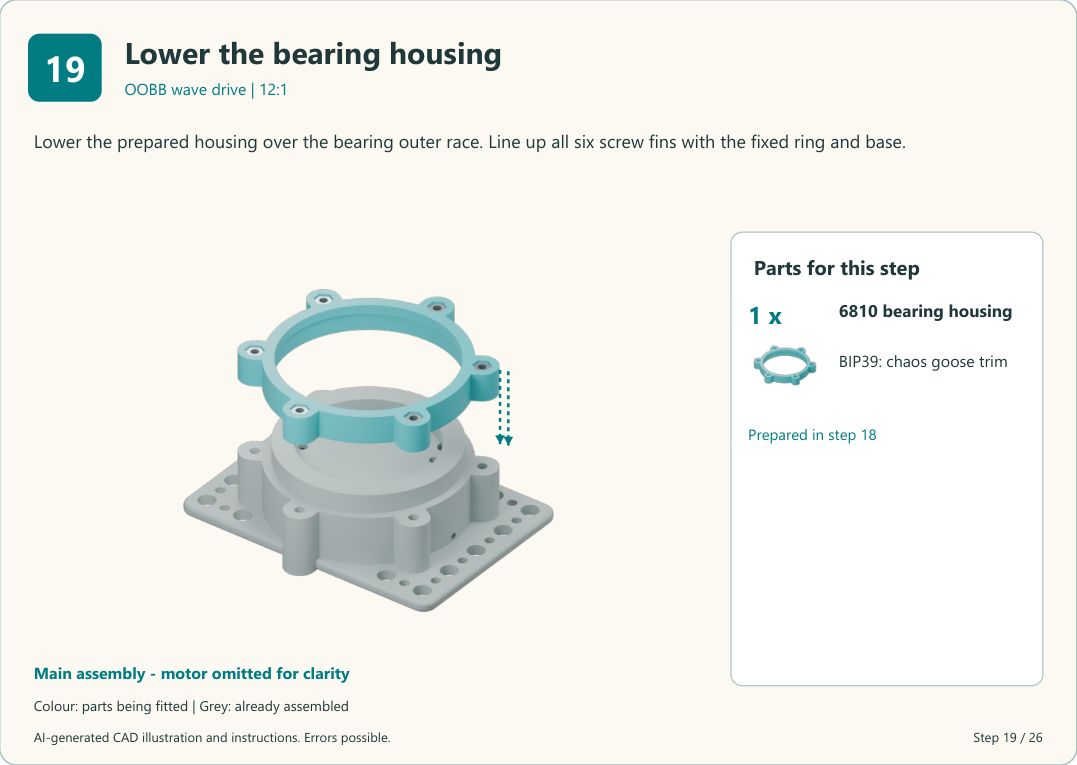 19
Lower the bearing housing
OOBB wave drive | 12:1
Lower the prepared housing over the bearing outer race. Line up all six screw fins with the fixed ring and base.
Parts for this step
1 x
6810 bearing housing
BIP39: chaos goose trim
Prepared in step 18
Main assembly - motor omitted for clarity
Colour: parts being fitted | Grey: already assembled
AI-generated CAD illustration and instructions. Errors possible.
Step 19 / 26